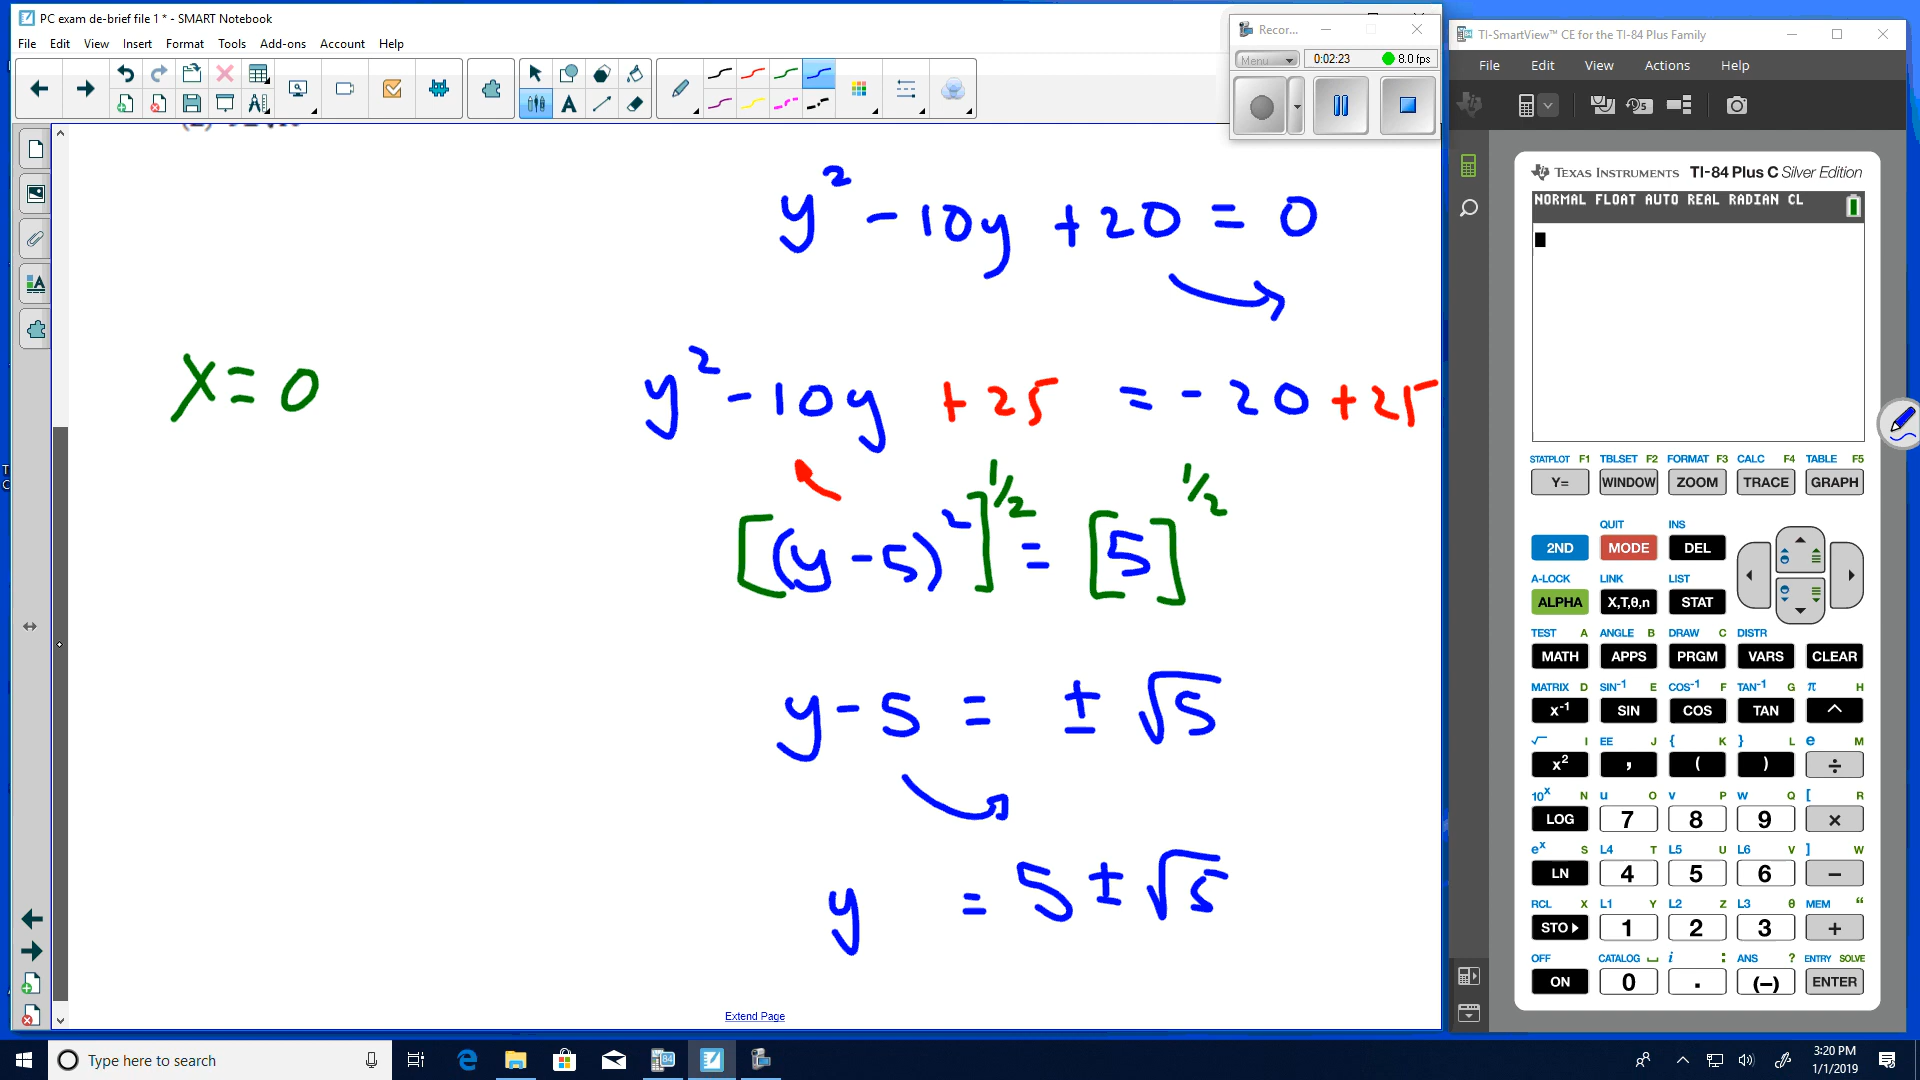 PC exam de-brief file 1 * - SMART Notebook
File Edit View Insert Format Tools Add-ons Account Help
Recor...
Menu 0:02:23 8.0 fps
y² - 10y + 20 = 0
x = 0
y² - 10y + 25 = - 20 + 25
[(y - 5)²]^1/2 = [5]^1/2
y - 5 = ± √5
y = 5 ± √5
Extend Page
TI-SmartView™ CE for the TI-84 Plus Family
File Edit View Actions Help
TEXAS INSTRUMENTS TI-84 Plus C Silver Edition
NORMAL FLOAT AUTO REAL RADIAN CL
STATPLOT F1 TBLSET F2 FORMAT F3 CALC F4 TABLE F5
Y= WINDOW ZOOM TRACE GRAPH
QUIT INS
2ND MODE DEL
A-LOCK LINK LIST
ALPHA X,T,θ,n STAT
TEST A ANGLE B DRAW C DISTR
MATH APPS PRGM VARS CLEAR
MATRIX D SIN⁻¹ E COS⁻¹ F TAN⁻¹ G π H
x⁻¹ SIN COS TAN ^
√ I EE J { K } L e M
x² , ( ) ÷
10ˣ N u O v P w Q [ R
LOG 7 8 9 ×
eˣ S L4 T L5 U L6 V ] W
LN 4 5 6 −
RCL X L1 Y L2 Z L3 θ MEM “
STO▸ 1 2 3 +
OFF CATALOG ⎵ i : ANS ? ENTRY SOLVE
ON 0 . (–) ENTER
Type here to search
3:20 PM
1/1/2019